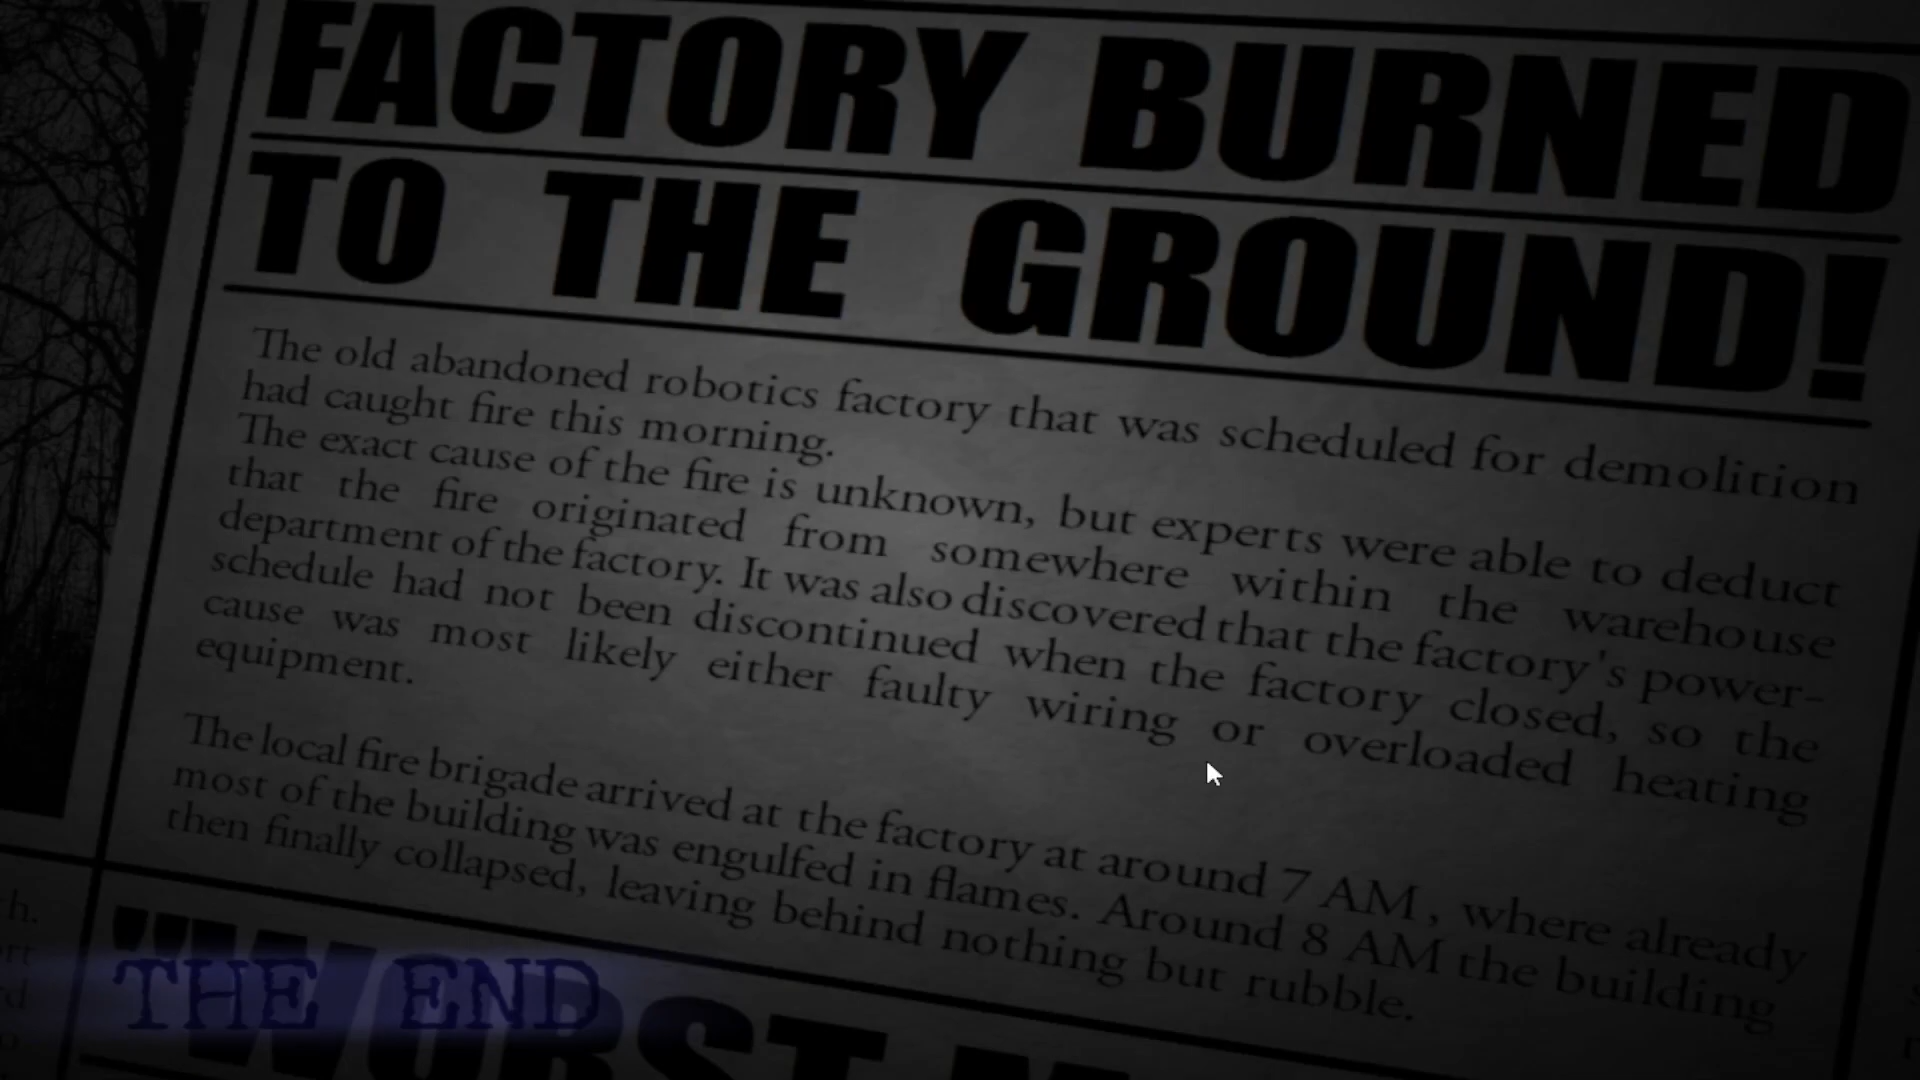 FACTORY BURNED
TO THE GROUND!
The old abandoned robotics factory that was scheduled for demolition
had caught fire this morning.
The exact cause of the fire is unknown, but experts were able to deduct
that the fire originated from somewhere within the warehouse
department of the factory. It was also discovered that the factory's power-
schedule had not been discontinued when the factory closed, so the
cause was most likely either faulty wiring or overloaded heating
equipment.
The local fire brigade arrived at the factory at around 7 AM, where already
most of the building was engulfed in flames. Around 8 AM the building
then finally collapsed, leaving behind nothing but rubble.
h.
rt
rd
o
THE END
"WORST